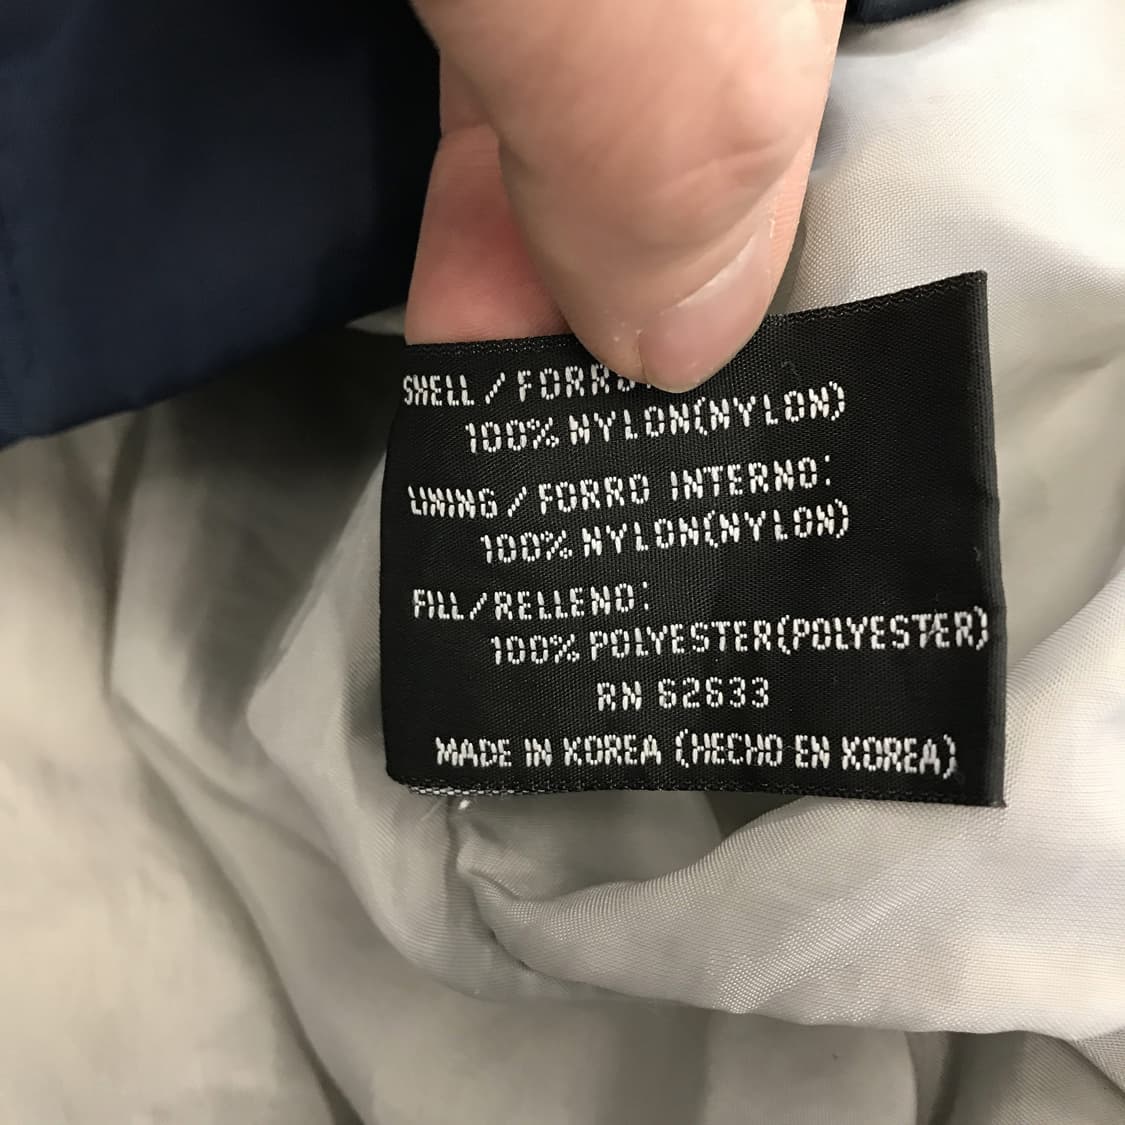 SHELL / FORRO
100% NYLON(NYLON)
LINING / FORRO INTERNO:
100% NYLON(NYLON)
FILL/RELLENO:
100% POLYESTER(POLYESTER)
RN 62633
MADE IN KOREA (HECHO EN KOREA)